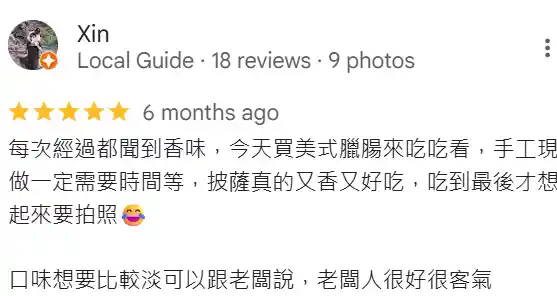 Xin
Local Guide · 18 reviews · 9 photos
6 months ago
每次經過都聞到香味，今天買美式臘腸來吃吃看，手工現
做一定需要時間等，披薩真的又香又好吃，吃到最後才想
起來要拍照😂
口味想要比較淡可以跟老闆說，老闆人很好很客氣